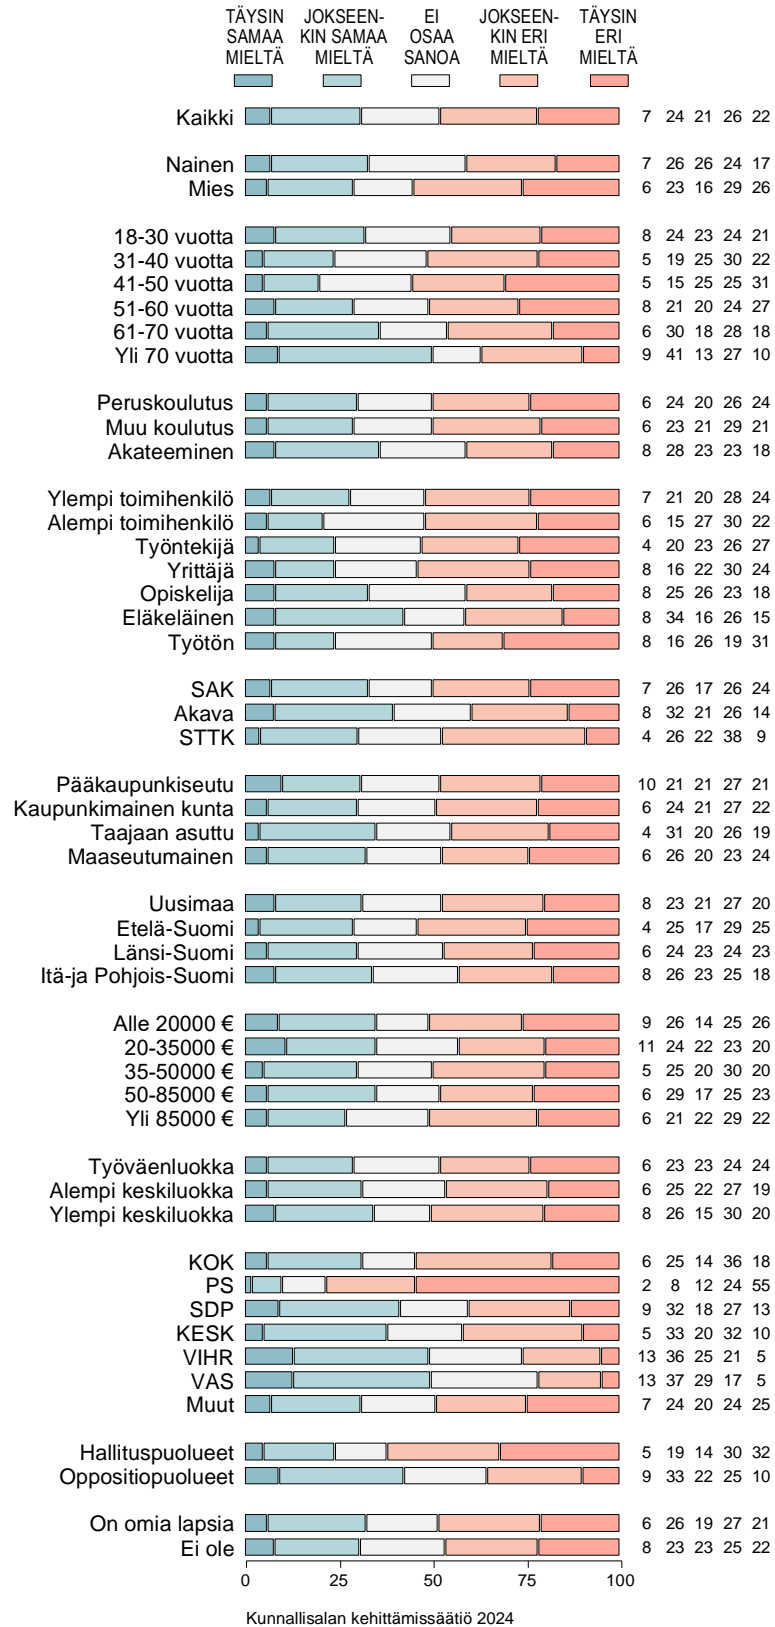 TÄYSIN JOKSEEN- EI JOKSEEN- TÄYSIN
SAMAA KIN SAMAA OSAA KIN ERI ERI
MIELTÄ MIELTÄ SANOA MIELTÄ MIELTÄ
Kaikki 7 24 21 26 22
Nainen 7 26 26 24 17
Mies 6 23 16 29 26
18-30 vuotta 8 24 23 24 21
31-40 vuotta 5 19 25 30 22
41-50 vuotta 5 15 25 25 31
51-60 vuotta 8 21 20 24 27
61-70 vuotta 6 30 18 28 18
Yli 70 vuotta 9 41 13 27 10
Peruskoulutus 6 24 20 26 24
Muu koulutus 6 23 21 29 21
Akateeminen 8 28 23 23 18
Ylempi toimihenkilö 7 21 20 28 24
Alempi toimihenkilö 6 15 27 30 22
Työntekijä 4 20 23 26 27
Yrittäjä 8 16 22 30 24
Opiskelija 8 25 26 23 18
Eläkeläinen 8 34 16 26 15
Työtön 8 16 26 19 31
SAK 7 26 17 26 24
Akava 8 32 21 26 14
STTK 4 26 22 38 9
Pääkaupunkiseutu 10 21 21 27 21
Kaupunkimainen kunta 6 24 21 27 22
Taajaan asuttu 4 31 20 26 19
Maaseutumainen 6 26 20 23 24
Uusimaa 8 23 21 27 20
Etelä-Suomi 4 25 17 29 25
Länsi-Suomi 6 24 23 24 23
Itä-ja Pohjois-Suomi 8 26 23 25 18
Alle 20000 € 9 26 14 25 26
20-35000 € 11 24 22 23 20
35-50000 € 5 25 20 30 20
50-85000 € 6 29 17 25 23
Yli 85000 € 6 21 22 29 22
Työväenluokka 6 23 23 24 24
Alempi keskiluokka 6 25 22 27 19
Ylempi keskiluokka 8 26 15 30 20
KOK 6 25 14 36 18
PS 2 8 12 24 55
SDP 9 32 18 27 13
KESK 5 33 20 32 10
VIHR 13 36 25 21 5
VAS 13 37 29 17 5
Muut 7 24 20 24 25
Hallituspuolueet 5 19 14 30 32
Oppositiopuolueet 9 33 22 25 10
On omia lapsia 6 26 19 27 21
Ei ole 8 23 23 25 22
0 25 50 75 100
Kunnallisalan kehittämissäätiö 2024